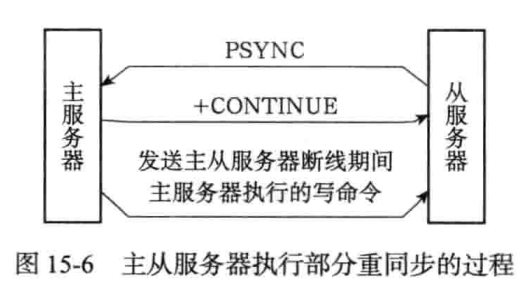 PSYNC
主服务器
+CONTINUE
从服务器
发送主从服务器断线期间
主服务器执行的写命令
图 15-6 主从服务器执行部分重同步的过程